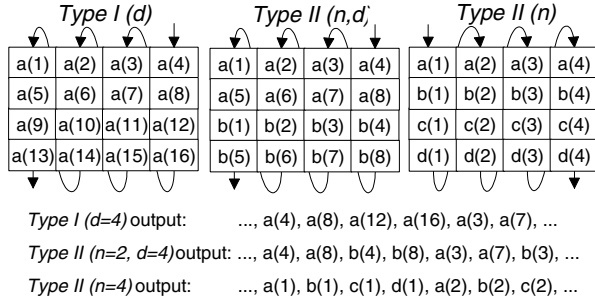 Type I (d) Type II (n,d) Type II (n)
a(1) a(2) a(3) a(4) a(1) a(2) a(3) a(4) a(1) a(2) a(3) a(4)
a(5) a(6) a(7) a(8) a(5) a(6) a(7) a(8) b(1) b(2) b(3) b(4)
a(9) a(10) a(11) a(12) b(1) b(2) b(3) b(4) c(1) c(2) c(3) c(4)
a(13) a(14) a(15) a(16) b(5) b(6) b(7) b(8) d(1) d(2) d(3) d(4)
Type I (d=4) output: ..., a(4), a(8), a(12), a(16), a(3), a(7), ...
Type II (n=2, d=4) output: ..., a(4), a(8), b(4), b(8), a(3), a(7), b(3), ...
Type II (n=4) output: ..., a(1), b(1), c(1), d(1), a(2), b(2), c(2), ...